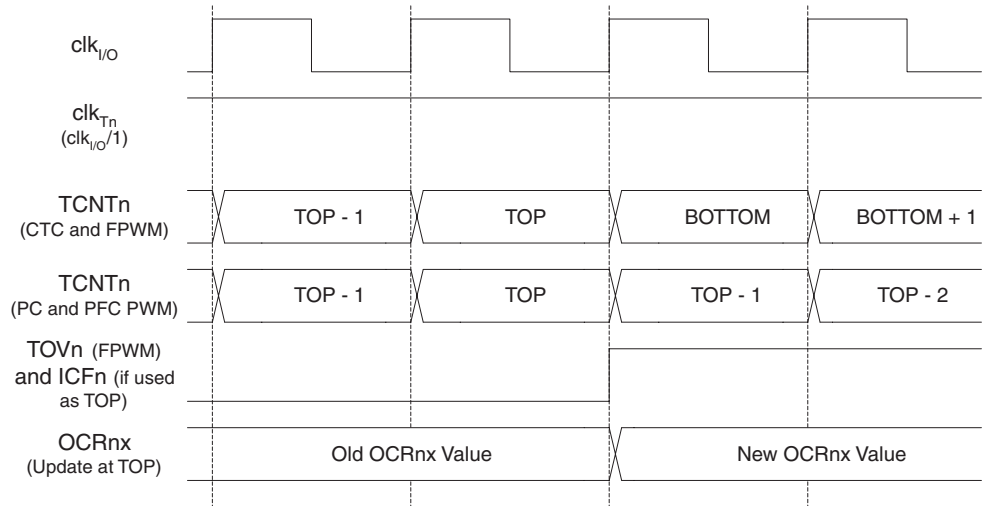 clkI/O
clkTn
(clkI/O/1)
TCNTn
(CTC and FPWM)
TOP - 1 TOP BOTTOM BOTTOM + 1
TCNTn
(PC and PFC PWM)
TOP - 1 TOP TOP - 1 TOP - 2
TOVn (FPWM)
and ICFn (if used
as TOP)
OCRnx
(Update at TOP)
Old OCRnx Value New OCRnx Value